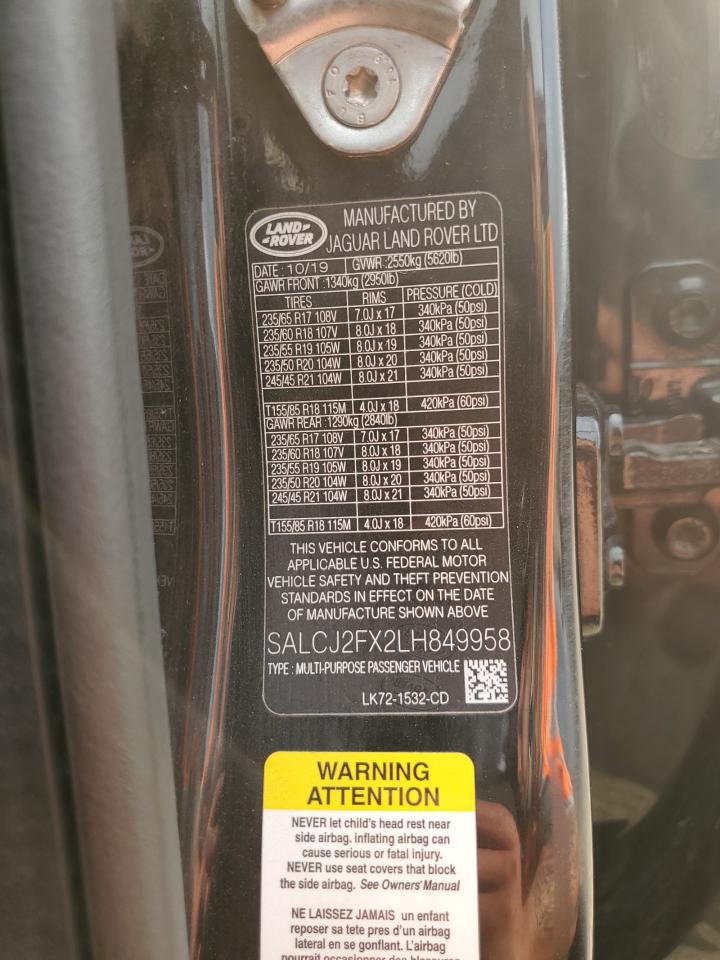 LAND-
-ROVER
MANUFACTURED BY
JAGUAR LAND ROVER LTD
DATE : 10/19 GVWR :2550kg (5620lb)
GAWR FRONT :1340kg (2950lb)
TIRES RIMS PRESSURE (COLD)
235/65 R17 108V 7.0J x 17 340kPa (50psi)
235/60 R18 107V 8.0J x 18 340kPa (50psi)
235/55 R19 105W 8.0J x 19 340kPa (50psi)
235/50 R20 104W 8.0J x 20 340kPa (50psi)
245/45 R21 104W 8.0J x 21 340kPa (50psi)
T155/85 R18 115M 4.0J x 18 420kPa (60psi)
GAWR REAR :1290kg (2840lb)
235/65 R17 108V 7.0J x 17 340kPa (50psi)
235/60 R18 107V 8.0J x 18 340kPa (50psi)
235/55 R19 105W 8.0J x 19 340kPa (50psi)
235/50 R20 104W 8.0J x 20 340kPa (50psi)
245/45 R21 104W 8.0J x 21 340kPa (50psi)
T155/85 R18 115M 4.0J x 18 420kPa (60psi)
THIS VEHICLE CONFORMS TO ALL
APPLICABLE U.S. FEDERAL MOTOR
VEHICLE SAFETY AND THEFT PREVENTION
STANDARDS IN EFFECT ON THE DATE
OF MANUFACTURE SHOWN ABOVE
SALCJ2FX2LH849958
TYPE : MULTI-PURPOSE PASSENGER VEHICLE
LK72-1532-CD
WARNING
ATTENTION
NEVER let child's head rest near
side airbag. inflating airbag can
cause serious or fatal injury.
NEVER use seat covers that block
the side airbag. See Owners' Manual
NE LAISSEZ JAMAIS un enfant
reposer sa tete pres d'un airbag
lateral en se gonflant. L'airbag
pourrait occasionner des blessures